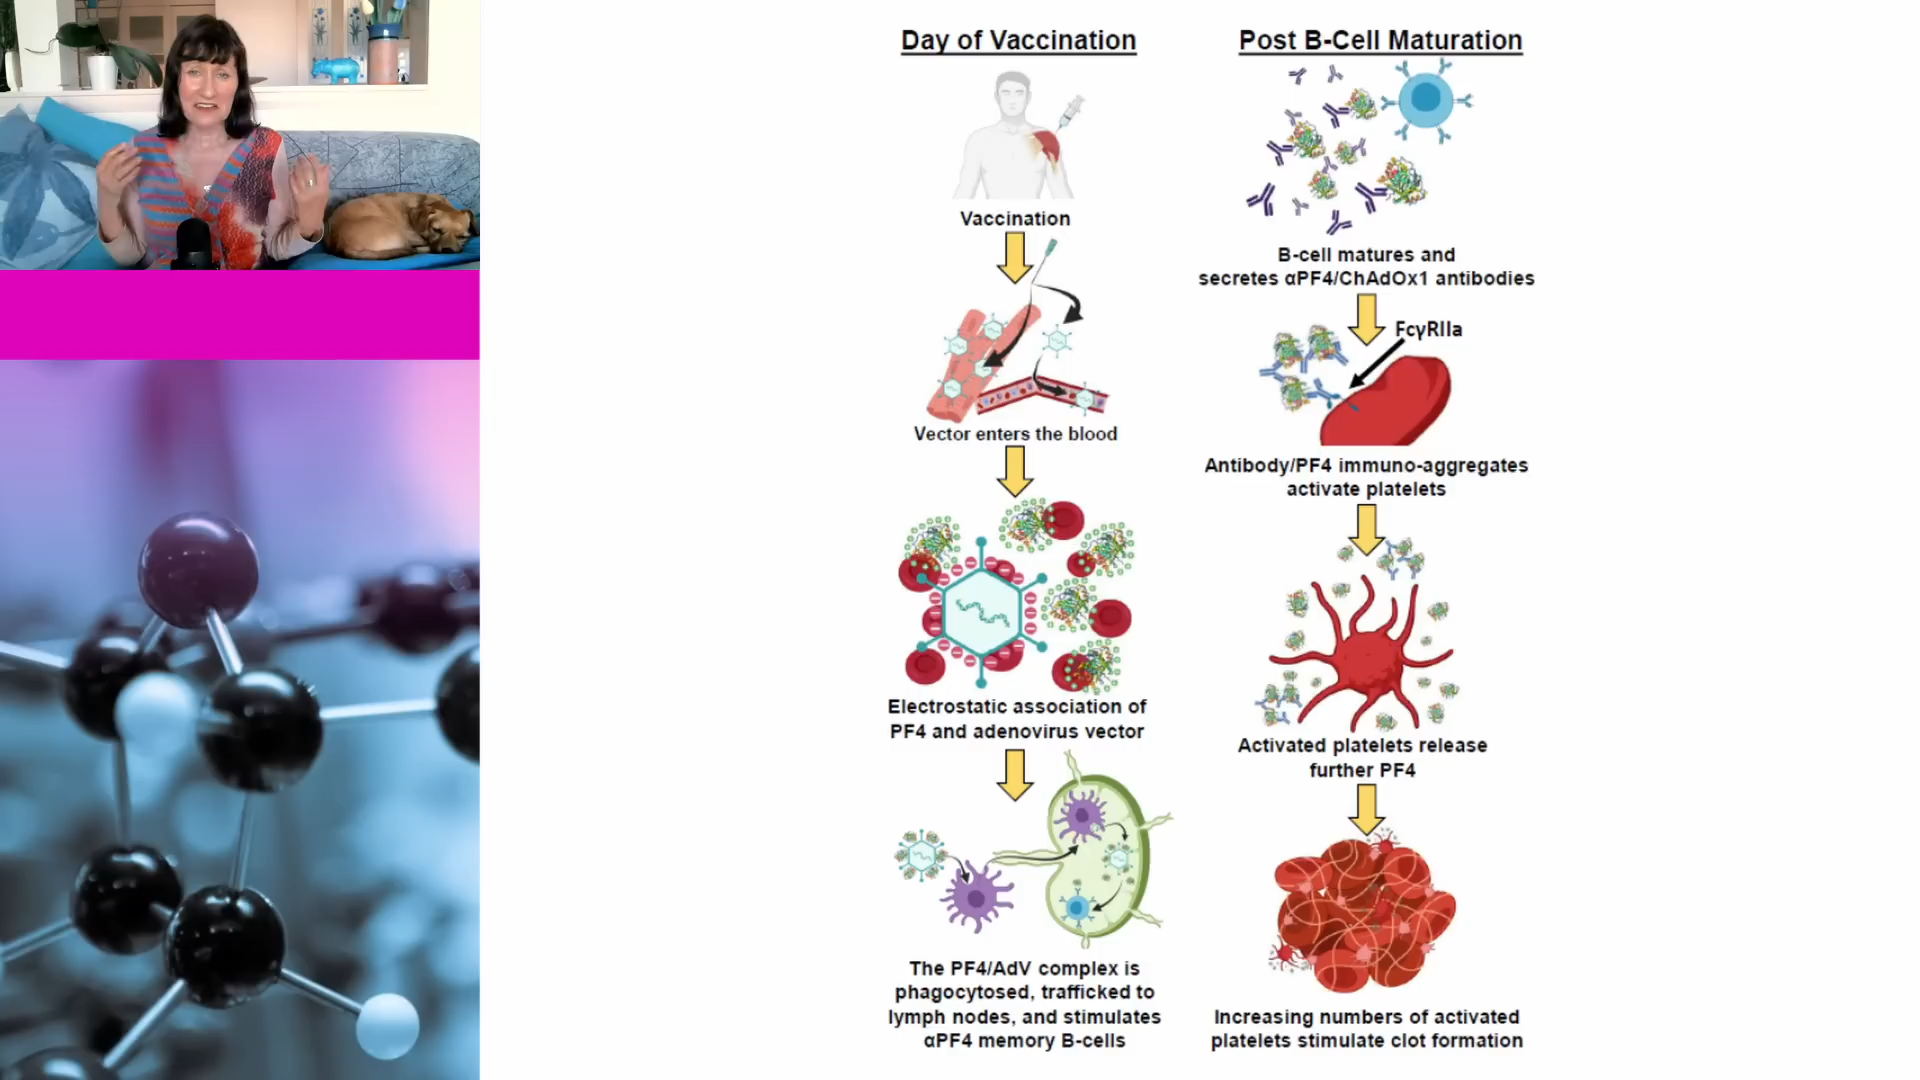 Day of Vaccination
Vaccination
Vector enters the blood
Electrostatic association of
PF4 and adenovirus vector
The PF4/AdV complex is
phagocytosed, trafficked to
lymph nodes, and stimulates
αPF4 memory B-cells
Post B-Cell Maturation
B-cell matures and
secretes αPF4/ChAdOx1 antibodies
FcγRIIa
Antibody/PF4 immuno-aggregates
activate platelets
Activated platelets release
further PF4
Increasing numbers of activated
platelets stimulate clot formation